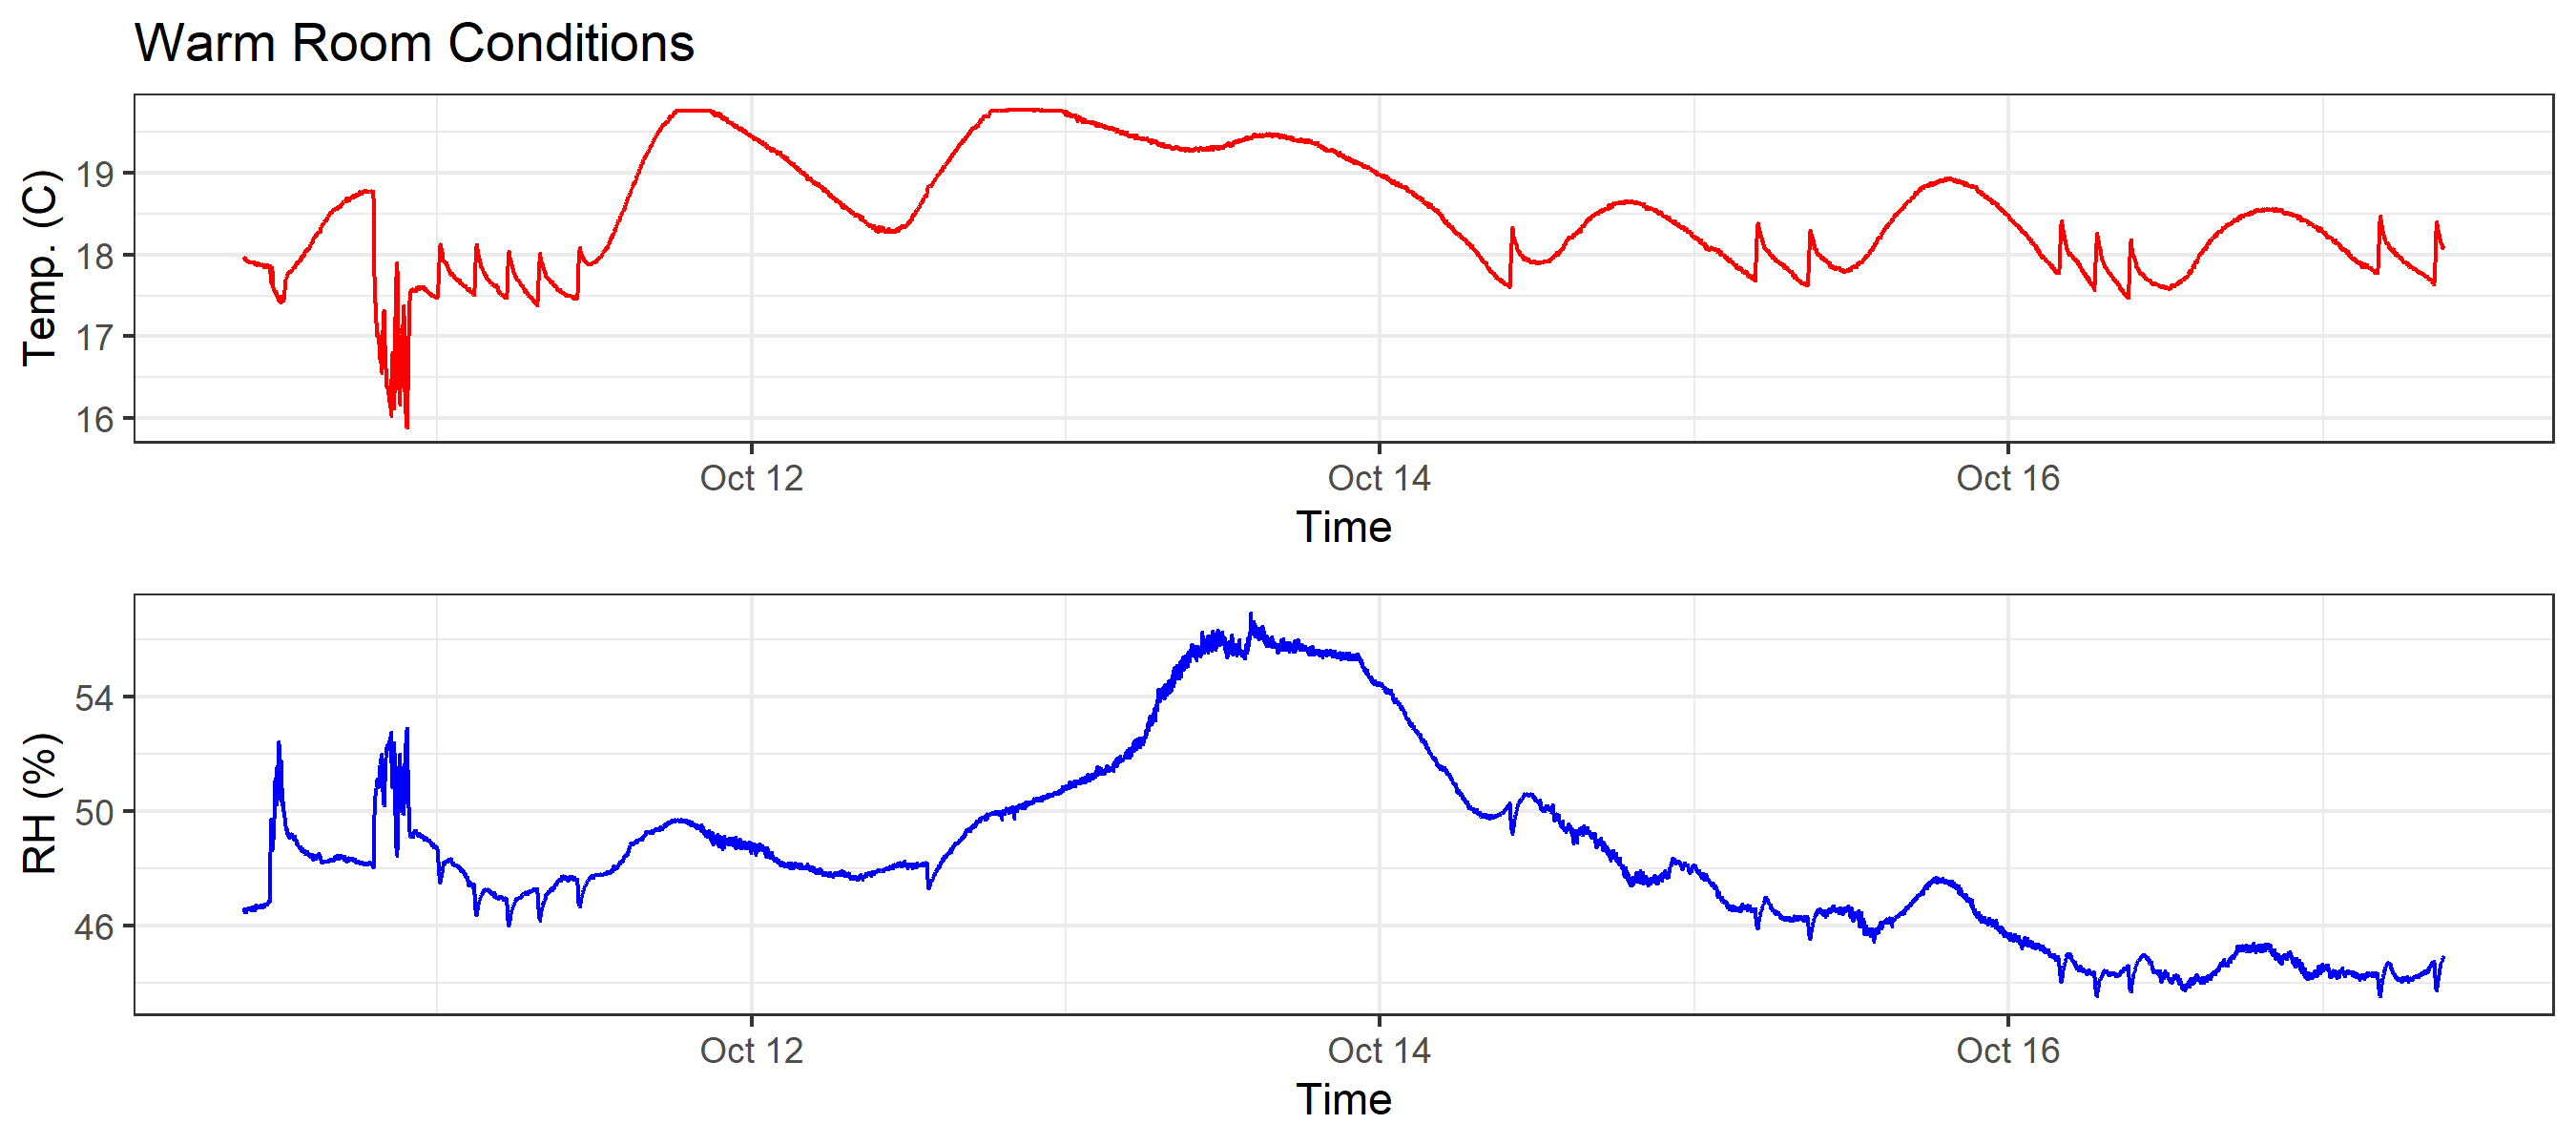 Warm Room Conditions
Temp. (C)
19
18
17
16
Oct 12 Oct 14 Oct 16
Time
RH (%)
54
50
46
Oct 12 Oct 14 Oct 16
Time